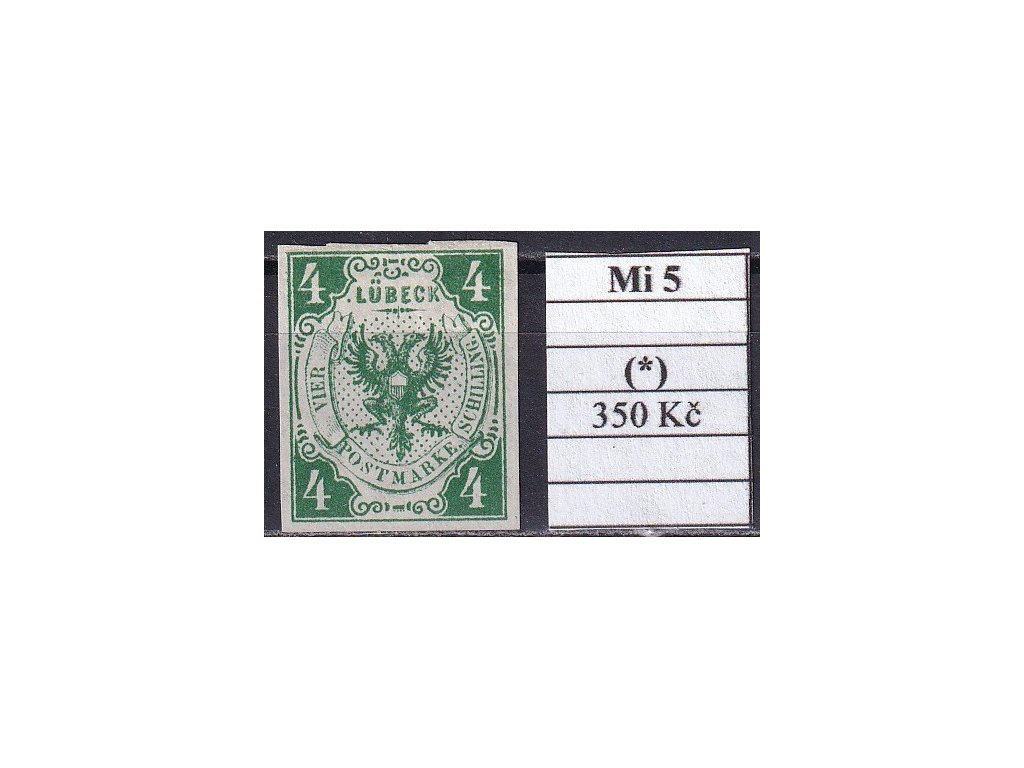 4 4
LÜBECK
VIER POSTMARKE SCHILLING
4 4
Mi 5
(*)
350 Kč